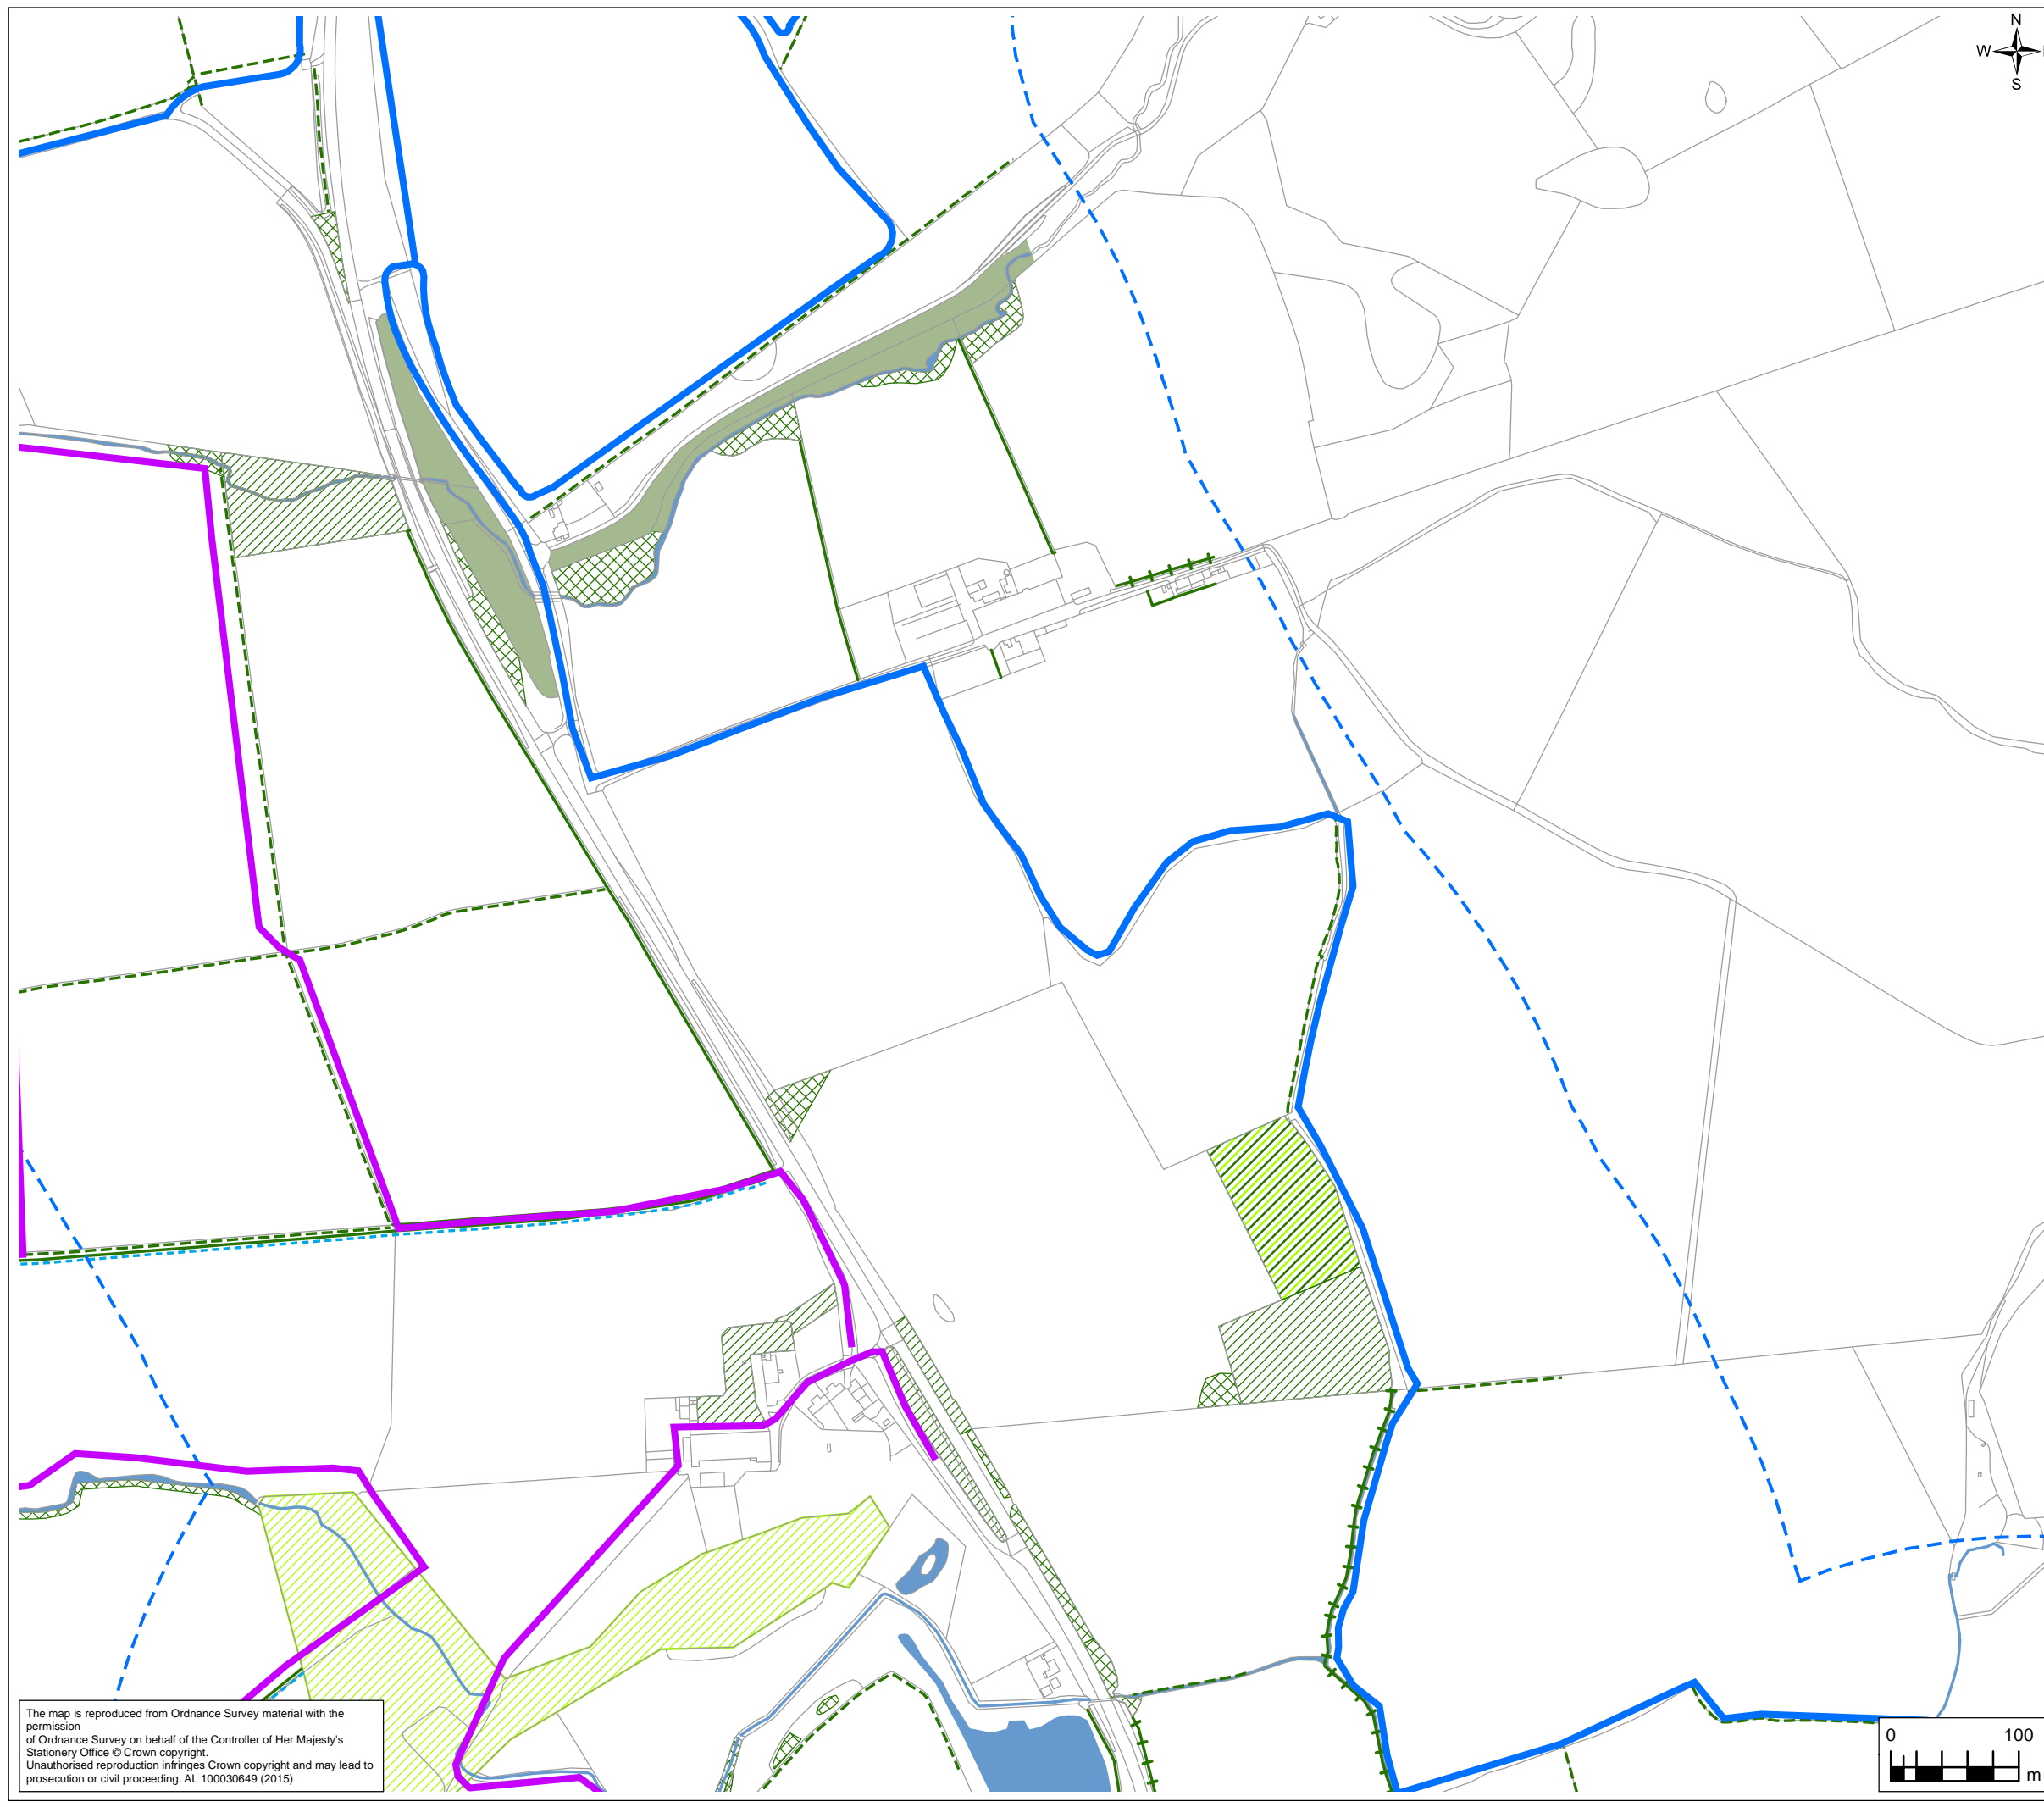 N
W
S
The map is reproduced from Ordnance Survey material with the
permission
of Ordnance Survey on behalf of the Controller of Her Majesty's
Stationery Office © Crown copyright.
Unauthorised reproduction infringes Crown copyright and may lead to
prosecution or civil proceeding. AL 100030649 (2015)
0 100
m